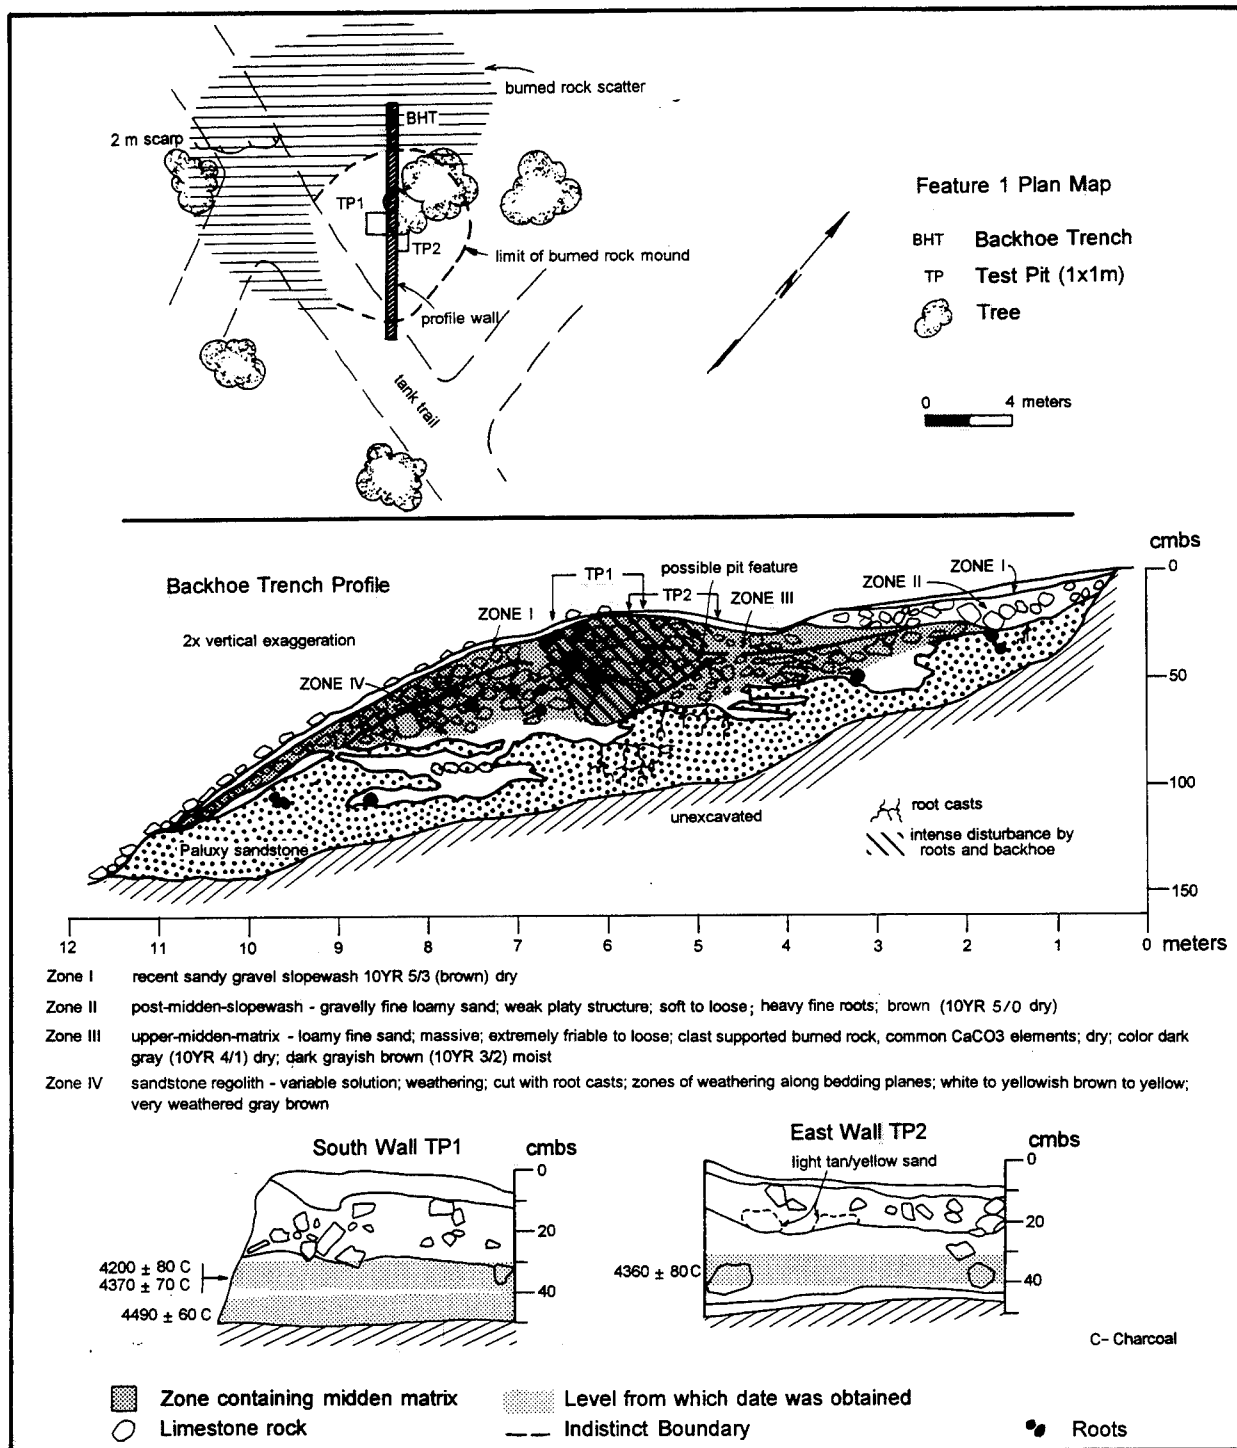 burned rock scatter
BHT
2 m scarp
TP1
TP2
limit of burned rock mound
profile wall
tank trail
Feature 1 Plan Map
BHT Backhoe Trench
TP Test Pit (1x1m)
Tree
0 4 meters
cmbs
Backhoe Trench Profile
2x vertical exaggeration
TP1
TP2
possible pit feature
ZONE I
ZONE II
ZONE III
ZONE I
ZONE IV
0
50
100
150
root casts
intense disturbance by
roots and backhoe
unexcavated
Paluxy sandstone
12 11 10 9 8 7 6 5 4 3 2 1 0 meters
Zone I recent sandy gravel slopewash 10YR 5/3 (brown) dry
Zone II post-midden-slopewash - gravelly fine loamy sand; weak platy structure; soft to loose; heavy fine roots; brown (10YR 5/0 dry)
Zone III upper-midden-matrix - loamy fine sand; massive; extremely friable to loose; clast supported burned rock, common CaCO3 elements; dry; color dark
gray (10YR 4/1) dry; dark grayish brown (10YR 3/2) moist
Zone IV sandstone regolith - variable solution; weathering; cut with root casts; zones of weathering along bedding planes; white to yellowish brown to yellow;
very weathered gray brown
South Wall TP1
cmbs
0
20
40
4200 ± 80 C
4370 ± 70 C
4490 ± 60 C
East Wall TP2
cmbs
light tan/yellow sand
0
20
40
4360 ± 80 C
C- Charcoal
Zone containing midden matrix
Level from which date was obtained
Limestone rock
Indistinct Boundary
Roots